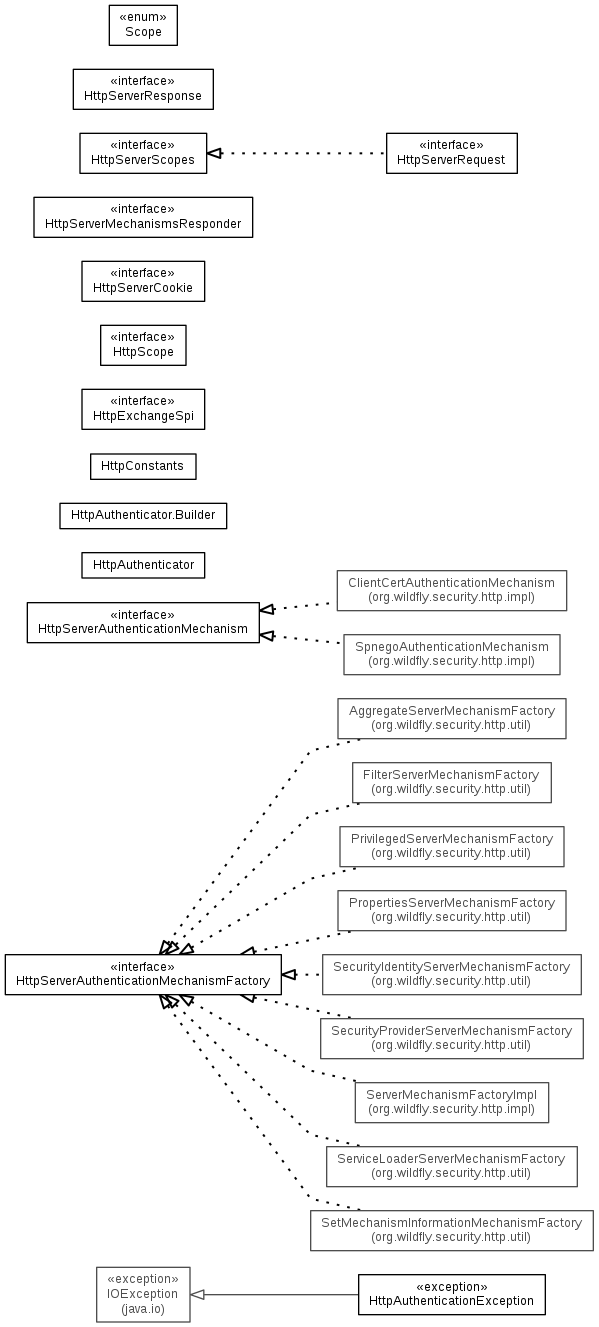 «enum»
Scope
«interface»
HttpServerResponse
«interface»
HttpServerScopes
«interface»
HttpServerRequest
«interface»
HttpServerMechanismsResponder
«interface»
HttpServerCookie
«interface»
HttpScope
«interface»
HttpExchangeSpi
HttpConstants
HttpAuthenticator.Builder
HttpAuthenticator
«interface»
HttpServerAuthenticationMechanism
ClientCertAuthenticationMechanism
(org.wildfly.security.http.impl)
SpnegoAuthenticationMechanism
(org.wildfly.security.http.impl)
AggregateServerMechanismFactory
(org.wildfly.security.http.util)
FilterServerMechanismFactory
(org.wildfly.security.http.util)
PrivilegedServerMechanismFactory
(org.wildfly.security.http.util)
PropertiesServerMechanismFactory
(org.wildfly.security.http.util)
«interface»
HttpServerAuthenticationMechanismFactory
SecurityIdentityServerMechanismFactory
(org.wildfly.security.http.util)
SecurityProviderServerMechanismFactory
(org.wildfly.security.http.util)
ServerMechanismFactoryImpl
(org.wildfly.security.http.impl)
ServiceLoaderServerMechanismFactory
(org.wildfly.security.http.util)
SetMechanismInformationMechanismFactory
(org.wildfly.security.http.util)
«exception»
IOException
(java.io)
«exception»
HttpAuthenticationException